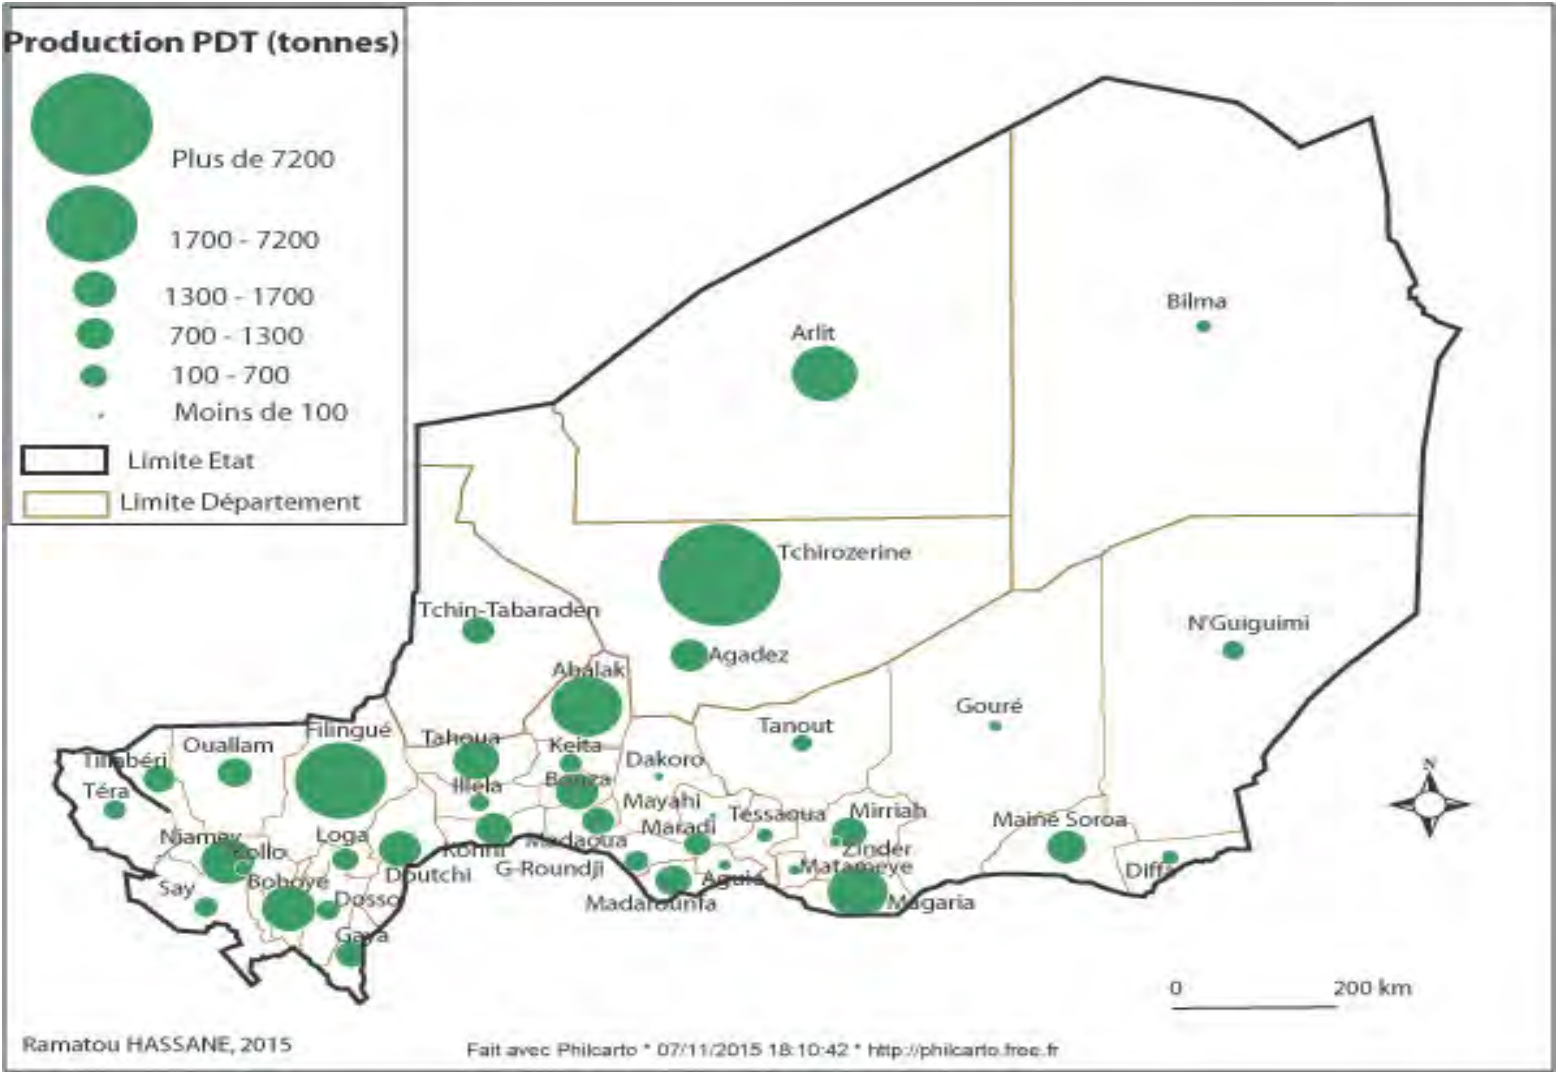 Production PDT (tonnes)
Plus de 7200
1700 - 7200
1300 - 1700
700 - 1300
100 - 700
Moins de 100
Limite Etat
Limite Département
Bilma
Arlit
Tchirozerine
Tchin-Tabaraden
N'Guiguimi
Agadez
Abalak
Gouré
Tanout
Filingué
Tahoua
Keita
Ouallam
Dakoro
Tillabéri
Illela
Bouza
Téra
Mayahi
Tessaoua
Mirriah
Mainé Soroa
Maradi
Niamey
Loga
Kollo
Konni
Madaoua
Zinder
Matameye
G-Roundji
Doutchi
Aguié
Diffa
Say
Boboye
Dosso
Madarounfa
Magaria
Gaya
N
0 200 km
Ramatou HASSANE, 2015
Fait avec Philcarto * 07/11/2015 18:10:42 * http://philcarto.free.fr